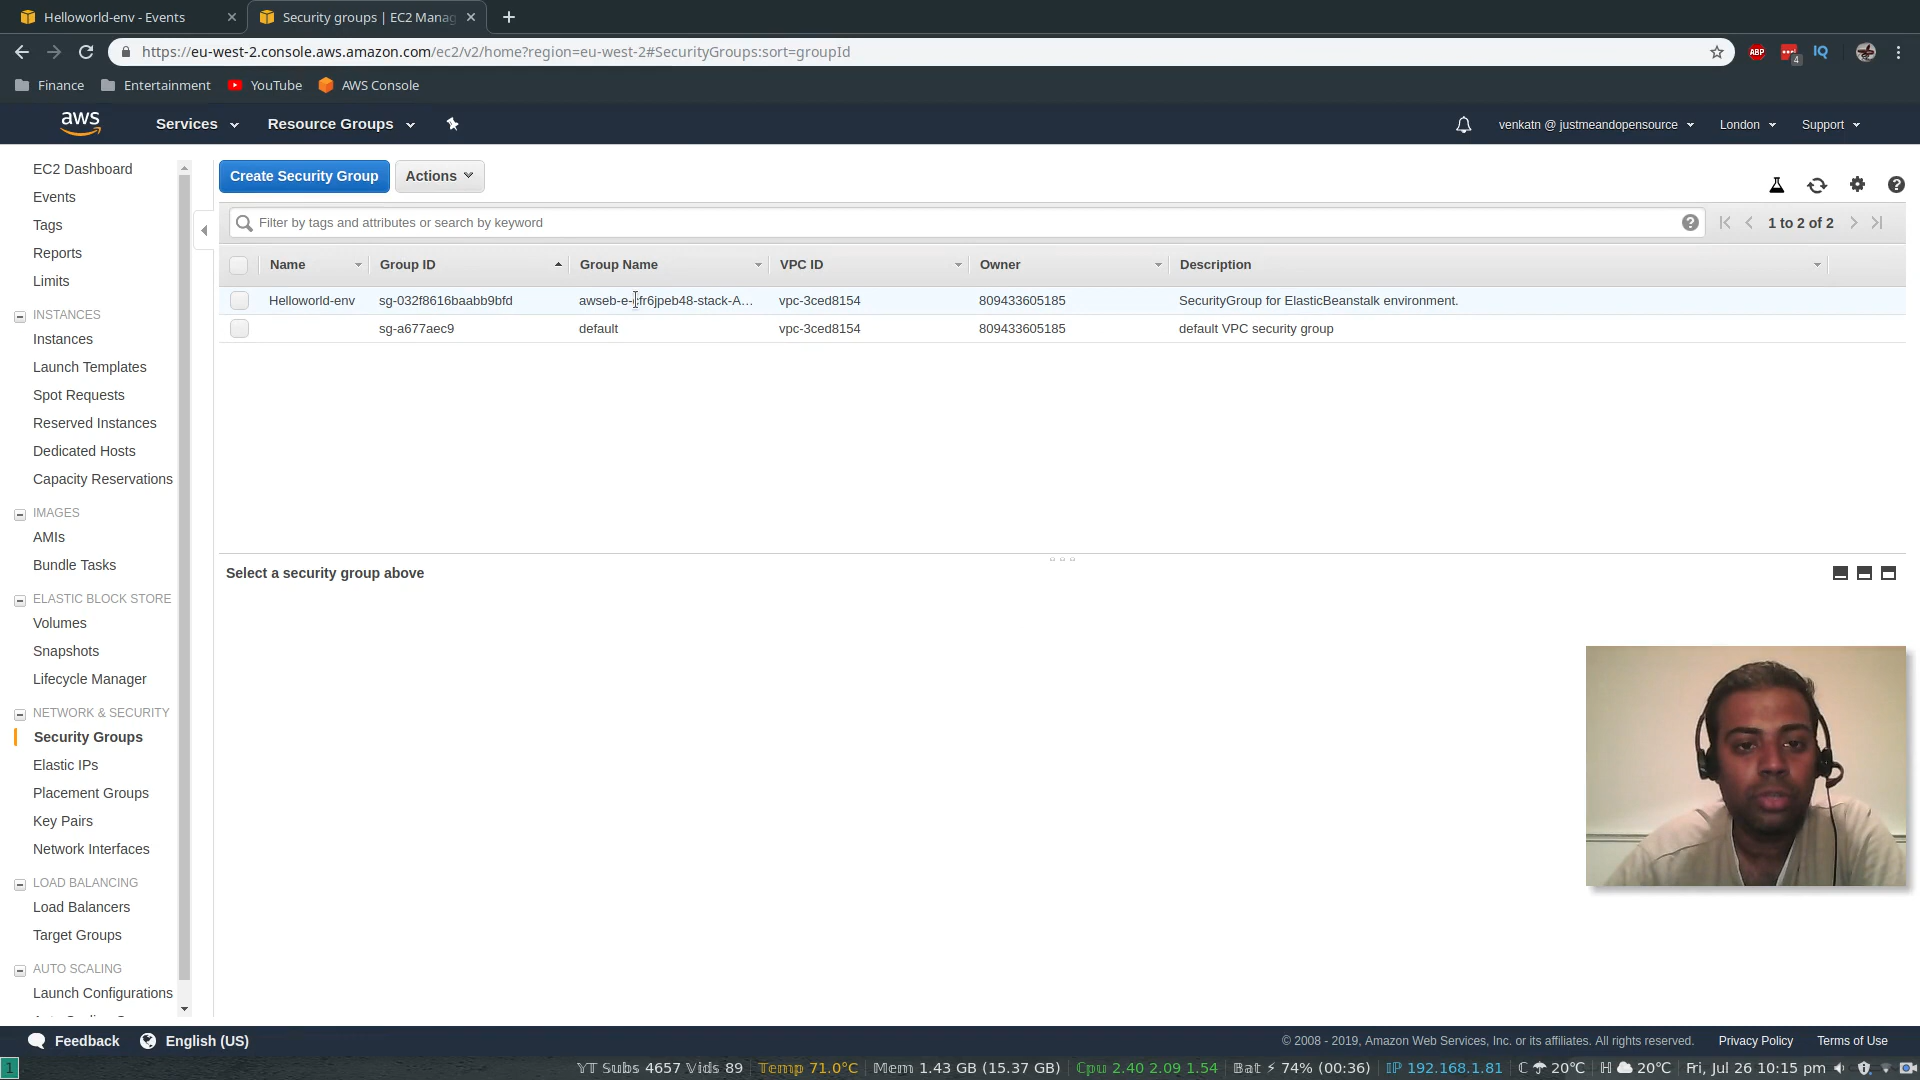 Helloworld-env - Events
Security groups | EC2 Manag
https://eu-west-2.console.aws.amazon.com/ec2/v2/home?region=eu-west-2#SecurityGroups:sort=groupId
ABP
4
IQ
Finance
Entertainment
YouTube
AWS Console
aws
Services
Resource Groups
venkatn @ justmeandopensource
London
Support
EC2 Dashboard
Events
Tags
Reports
Limits
INSTANCES
Instances
Launch Templates
Spot Requests
Reserved Instances
Dedicated Hosts
Capacity Reservations
IMAGES
AMIs
Bundle Tasks
ELASTIC BLOCK STORE
Volumes
Snapshots
Lifecycle Manager
NETWORK & SECURITY
Security Groups
Elastic IPs
Placement Groups
Key Pairs
Network Interfaces
LOAD BALANCING
Load Balancers
Target Groups
AUTO SCALING
Launch Configurations
Create Security Group
Actions
Filter by tags and attributes or search by keyword
1 to 2 of 2
Name Group ID Group Name VPC ID Owner Description
Helloworld-env sg-032f8616baabb9bfd vpc-3ced8154 809433605185 SecurityGroup for ElasticBeanstalk environment.
sg-a677aec9 default vpc-3ced8154 809433605185 default VPC security group
Select a security group above
Feedback
English (US)
© 2008 - 2019, Amazon Web Services, Inc. or its affiliates. All rights reserved.
Privacy Policy
Terms of Use
1
YT Subs 4657 Vids 89
Temp 71.0°C
Mem 1.43 GB (15.37 GB)
Cpu 2.40 2.09 1.54
Bat ⚡ 74% (00:36)
IP 192.168.1.81
C ☂ 20℃
H ☁ 20℃
Fri, Jul 26 10:15 pm